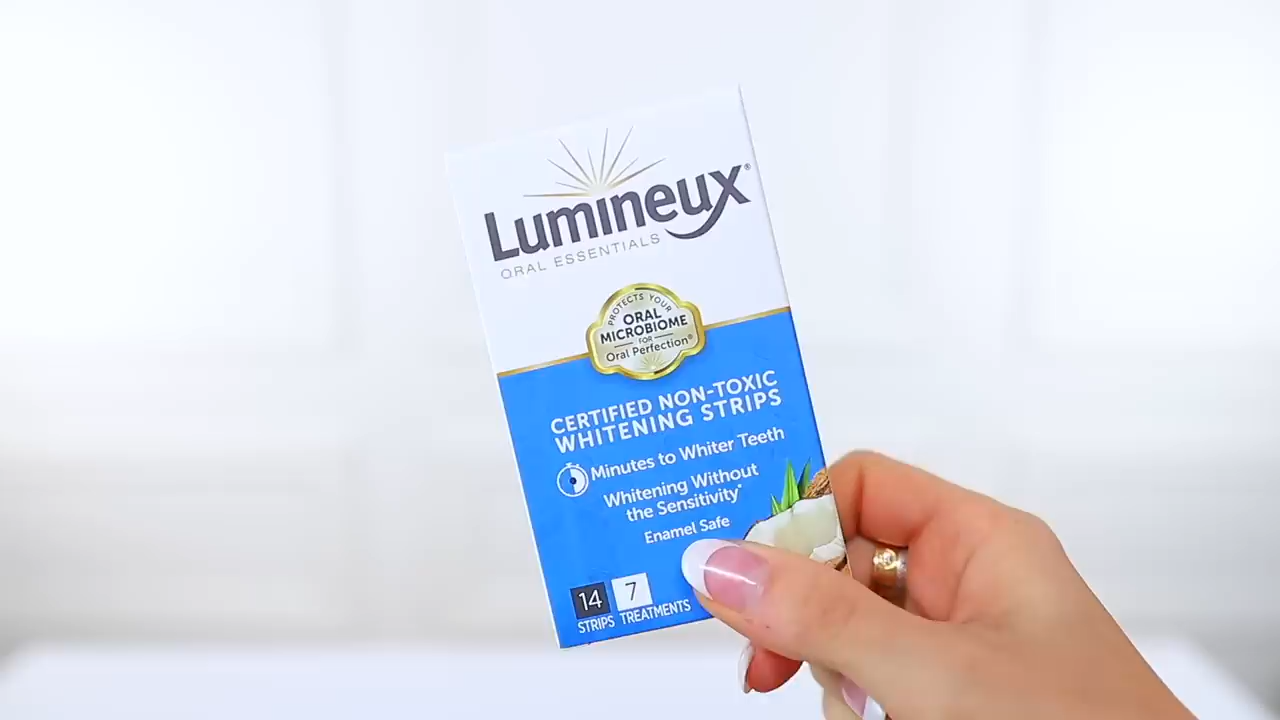 Lumineux®
ORAL ESSENTIALS
PROTECTS YOUR
ORAL
MICROBIOME
FOR
Oral Perfection®
CERTIFIED NON-TOXIC
WHITENING STRIPS
Minutes to Whiter Teeth
Whitening Without
the Sensitivity*
Enamel Safe
14 7
STRIPS TREATMENTS